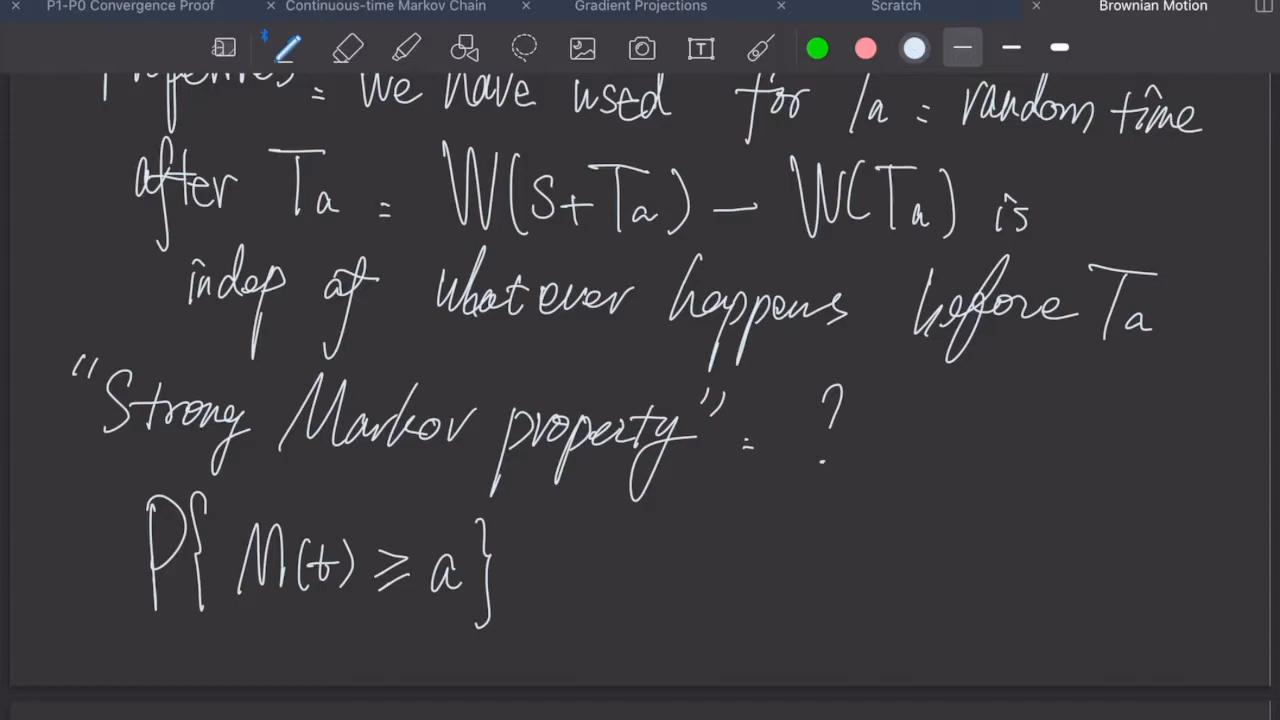 P1-P0 Convergence Proof Continuous-time Markov Chain Gradient Projections Scratch Brownian Motion
Properties: We have used for Ta = random time
after Ta = W(S+Ta) - W(Ta) is
indep of whatever happens before Ta
"Strong Markov property" = ?
P{ M(t) ≥ a }